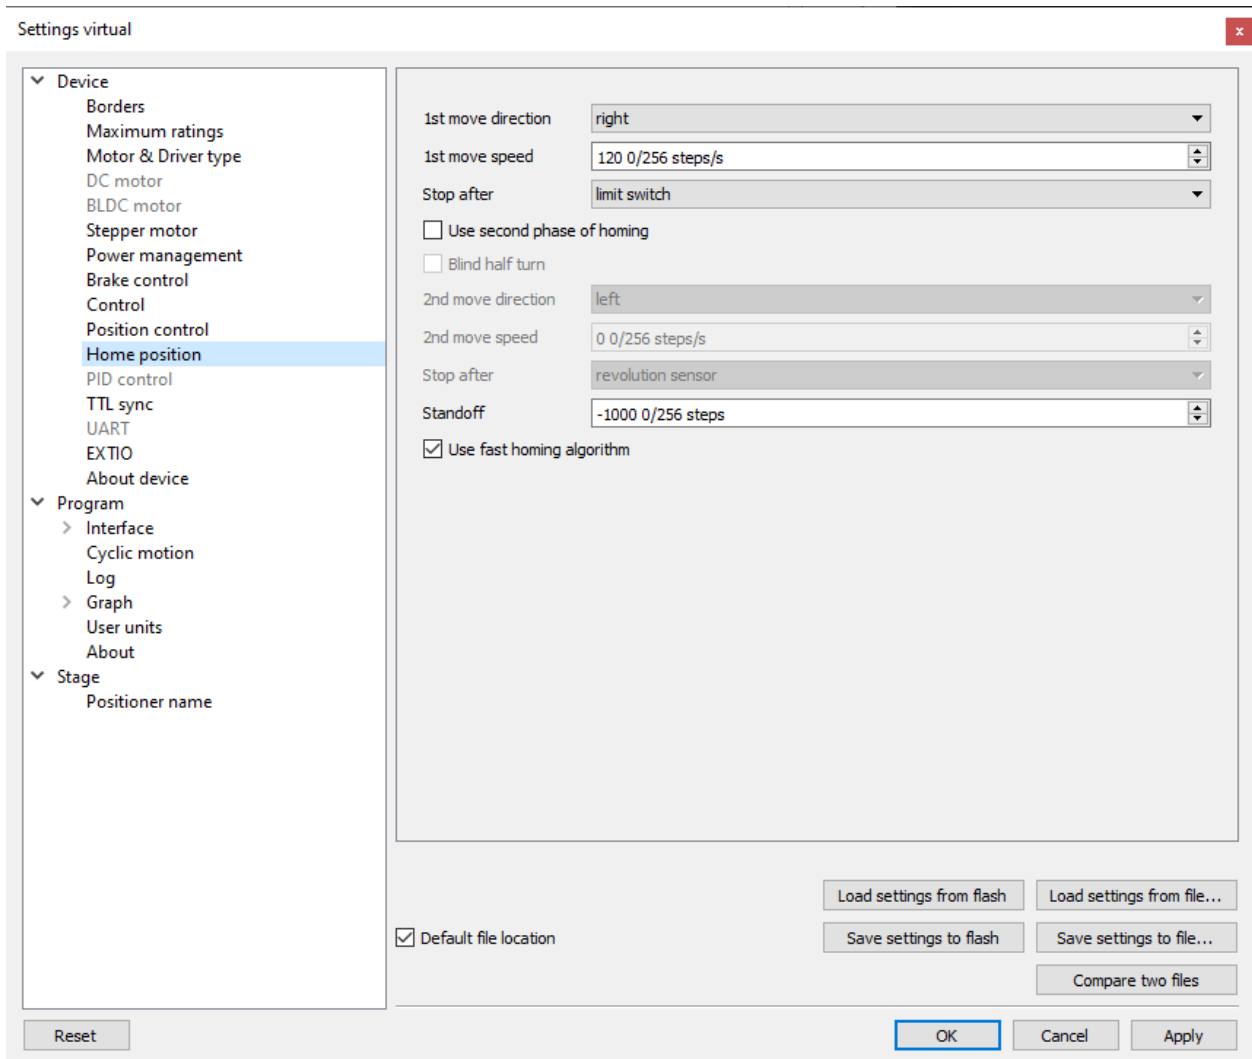 Settings virtual
x
Device
Borders
Maximum ratings
Motor & Driver type
DC motor
BLDC motor
Stepper motor
Power management
Brake control
Control
Position control
Home position
PID control
TTL sync
UART
EXTIO
About device
Program
Interface
Cyclic motion
Log
Graph
User units
About
Stage
Positioner name
1st move direction right
1st move speed 120 0/256 steps/s
Stop after limit switch
Use second phase of homing
Blind half turn
2nd move direction left
2nd move speed 0 0/256 steps/s
Stop after revolution sensor
Standoff -1000 0/256 steps
Use fast homing algorithm
Load settings from flash Load settings from file...
Default file location Save settings to flash Save settings to file...
Compare two files
Reset OK Cancel Apply